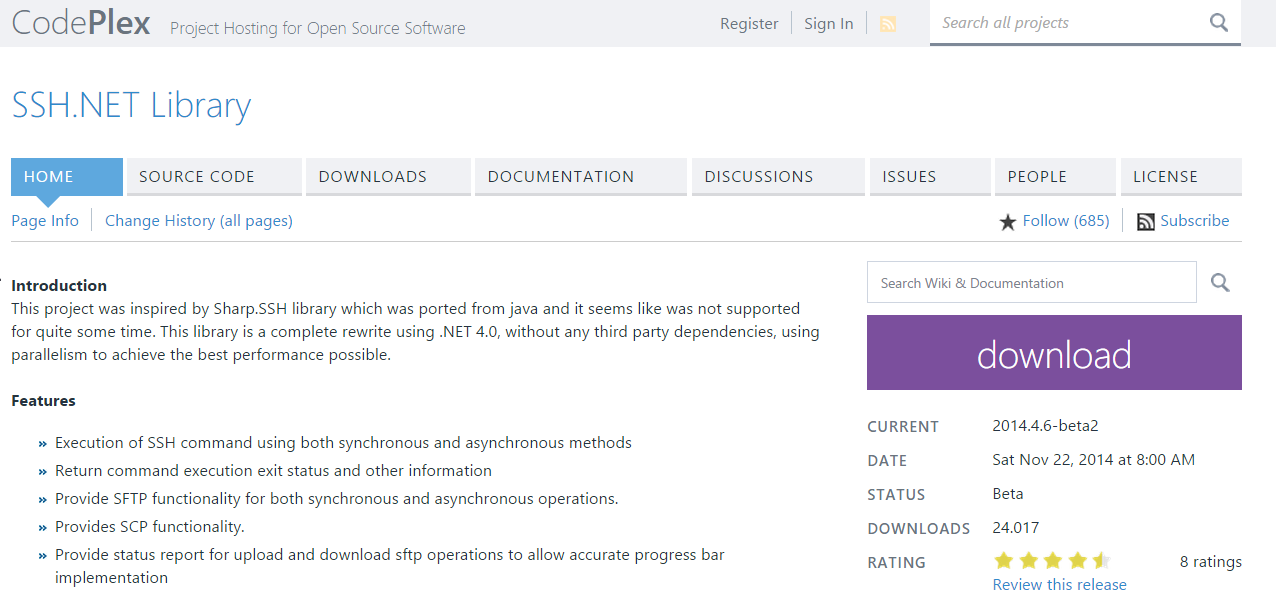 CodePlex Project Hosting for Open Source Software
Register
Sign In
Search all projects
SSH.NET Library
HOME
SOURCE CODE
DOWNLOADS
DOCUMENTATION
DISCUSSIONS
ISSUES
PEOPLE
LICENSE
Page Info
Change History (all pages)
Follow (685)
Subscribe
Introduction
This project was inspired by Sharp.SSH library which was ported from java and it seems like was not supported
for quite some time. This library is a complete rewrite using .NET 4.0, without any third party dependencies, using
parallelism to achieve the best performance possible.
Features
» Execution of SSH command using both synchronous and asynchronous methods
» Return command execution exit status and other information
» Provide SFTP functionality for both synchronous and asynchronous operations.
» Provides SCP functionality.
» Provide status report for upload and download sftp operations to allow accurate progress bar
implementation
Search Wiki & Documentation
download
CURRENT 2014.4.6-beta2
DATE Sat Nov 22, 2014 at 8:00 AM
STATUS Beta
DOWNLOADS 24.017
RATING 8 ratings
Review this release